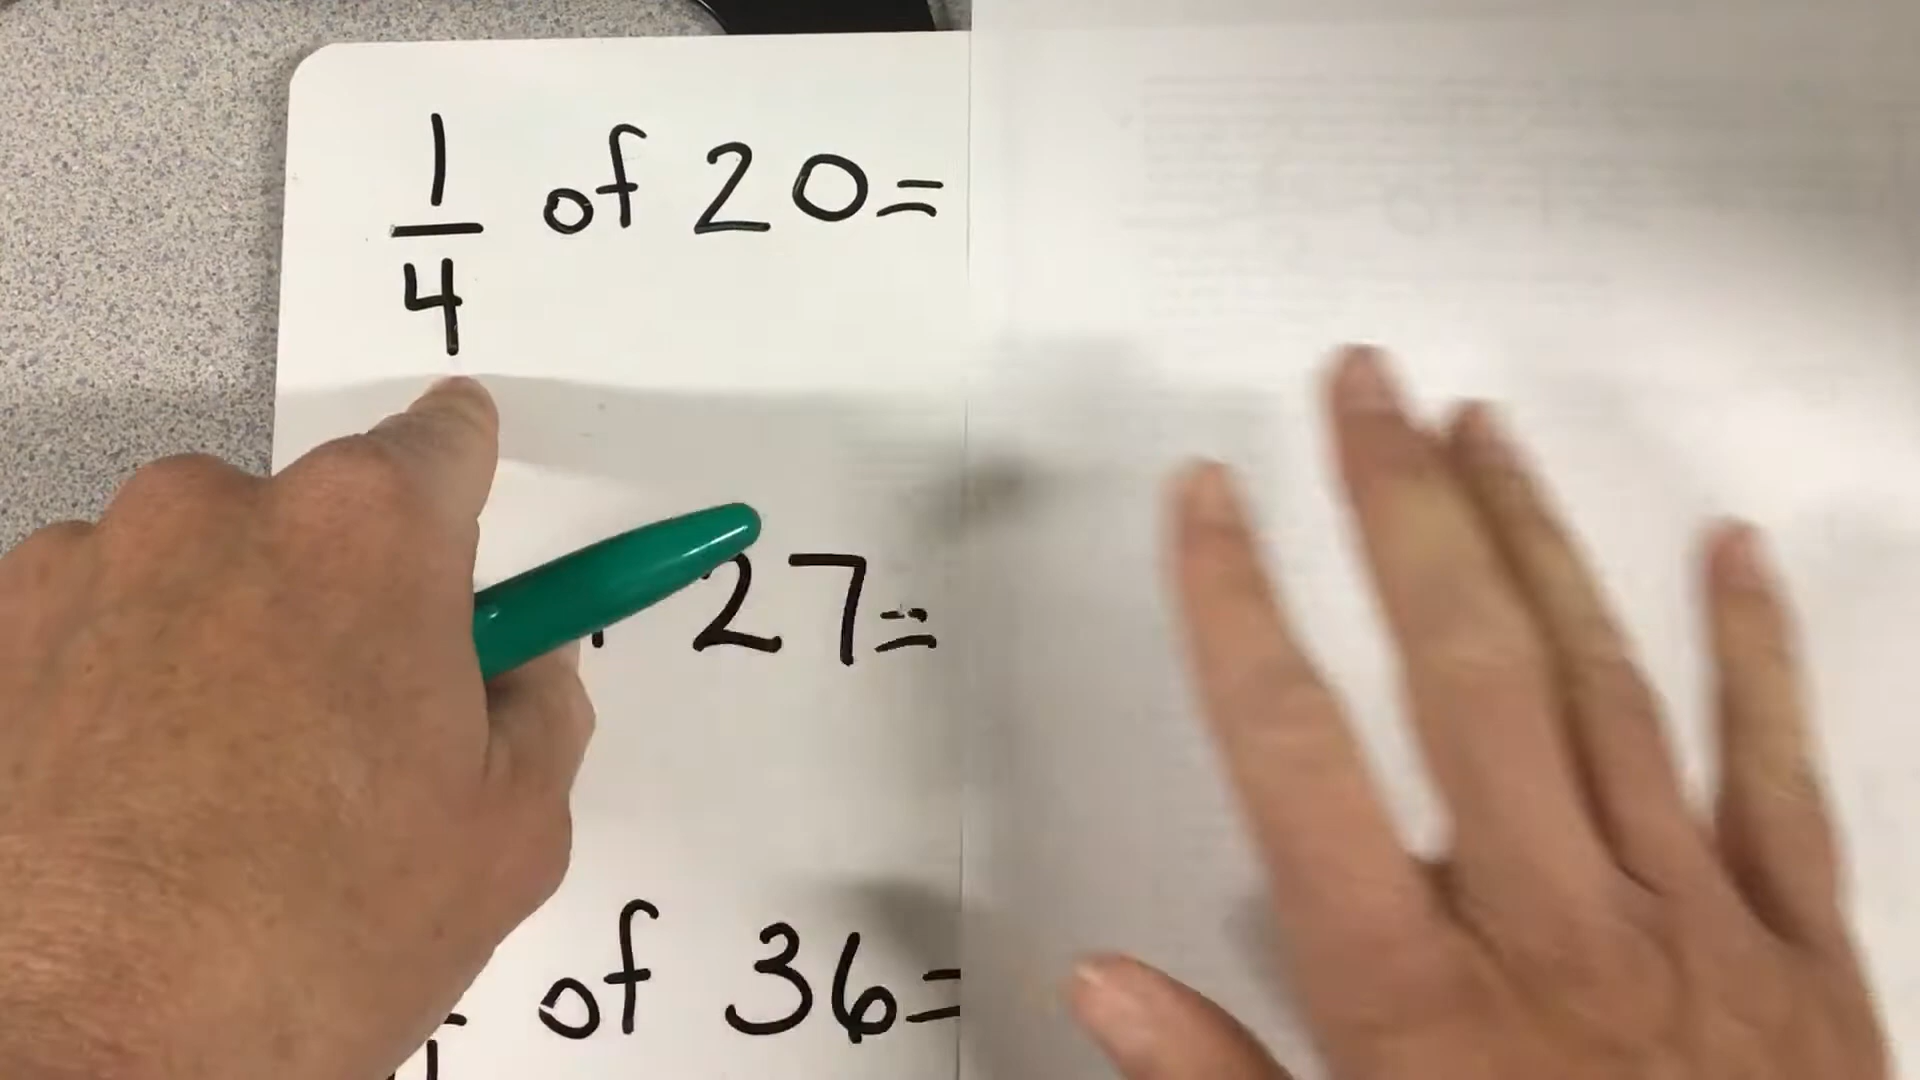 1/4 of 20=
27=
of 36=